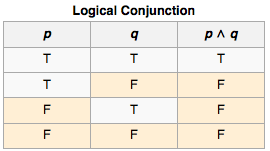 Logical Conjunction
p q p ∧ q
T T T
T F F
F T F
F F F